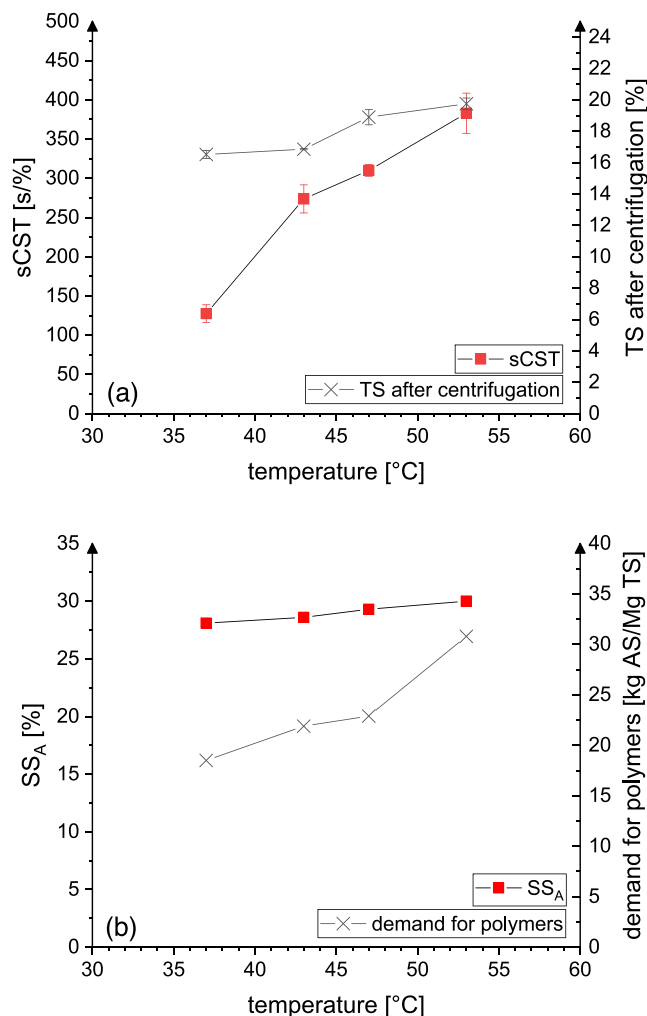 500
450
400
350
300
250
200
150
100
50
0
sCST [s/%]
24
22
20
18
16
14
12
10
8
6
4
2
0
TS after centrifugation [%]
sCST
TS after centrifugation
(a)
30 35 40 45 50 55 60
temperature [°C]
35
30
25
20
15
10
5
0
SS_A [%]
40
35
30
25
20
15
10
5
0
demand for polymers [kg AS/Mg TS]
SS_A
demand for polymers
(b)
30 35 40 45 50 55 60
temperature [°C]